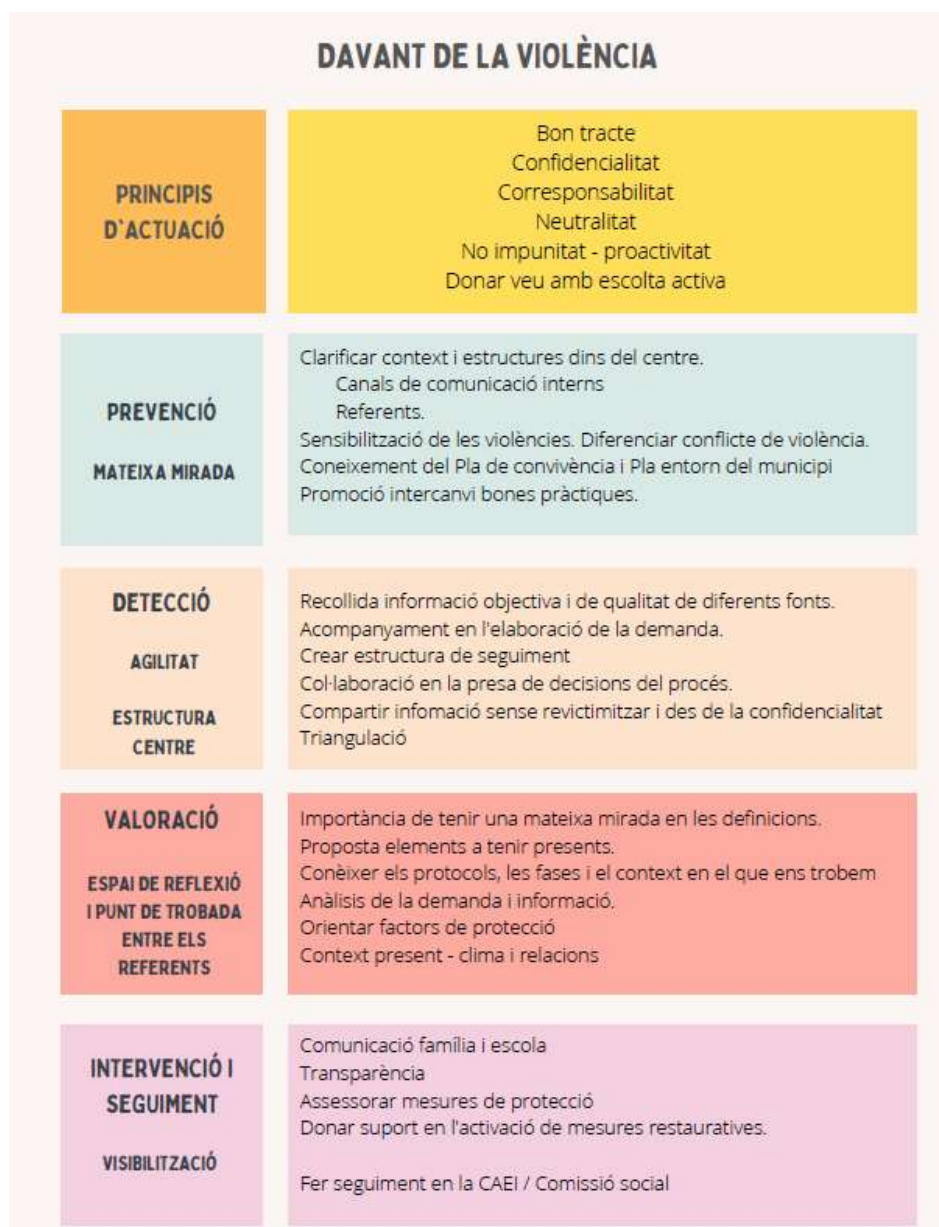 DAVANT DE LA VIOLÈNCIA
PRINCIPIS
D`ACTUACIÓ
Bon tracte
Confidencialitat
Corresponsabilitat
Neutralitat
No impunitat - proactivitat
Donar veu amb escolta activa
PREVENCIÓ
MATEIXA MIRADA
Clarificar context i estructures dins del centre.
Canals de comunicació interns
Referents.
Sensibilització de les violències. Diferenciar conflicte de violència.
Coneixement del Pla de convivència i Pla entorn del municipi
Promoció intercanvi bones pràctiques.
DETECCIÓ
AGILITAT
ESTRUCTURA
CENTRE
Recollida informació objectiva i de qualitat de diferents fonts.
Acompanyament en l'elaboració de la demanda.
Crear estructura de seguiment
Col·laboració en la presa de decisions del procés.
Compartir infomació sense revictimitzar i des de la confidencialitat
Triangulació
VALORACIÓ
ESPAI DE REFLEXIÓ
I PUNT DE TROBADA
ENTRE ELS
REFERENTS
Importància de tenir una mateixa mirada en les definicions.
Proposta elements a tenir presents.
Conèixer els protocols, les fases i el context en el que ens trobem
Anàlisis de la demanda i informació.
Orientar factors de protecció
Context present - clima i relacions
INTERVENCIÓ I
SEGUIMENT
VISIBILITZACIÓ
Comunicació família i escola
Transparència
Assessorar mesures de protecció
Donar suport en l'activació de mesures restauratives.
Fer seguiment en la CAEI / Comissió social